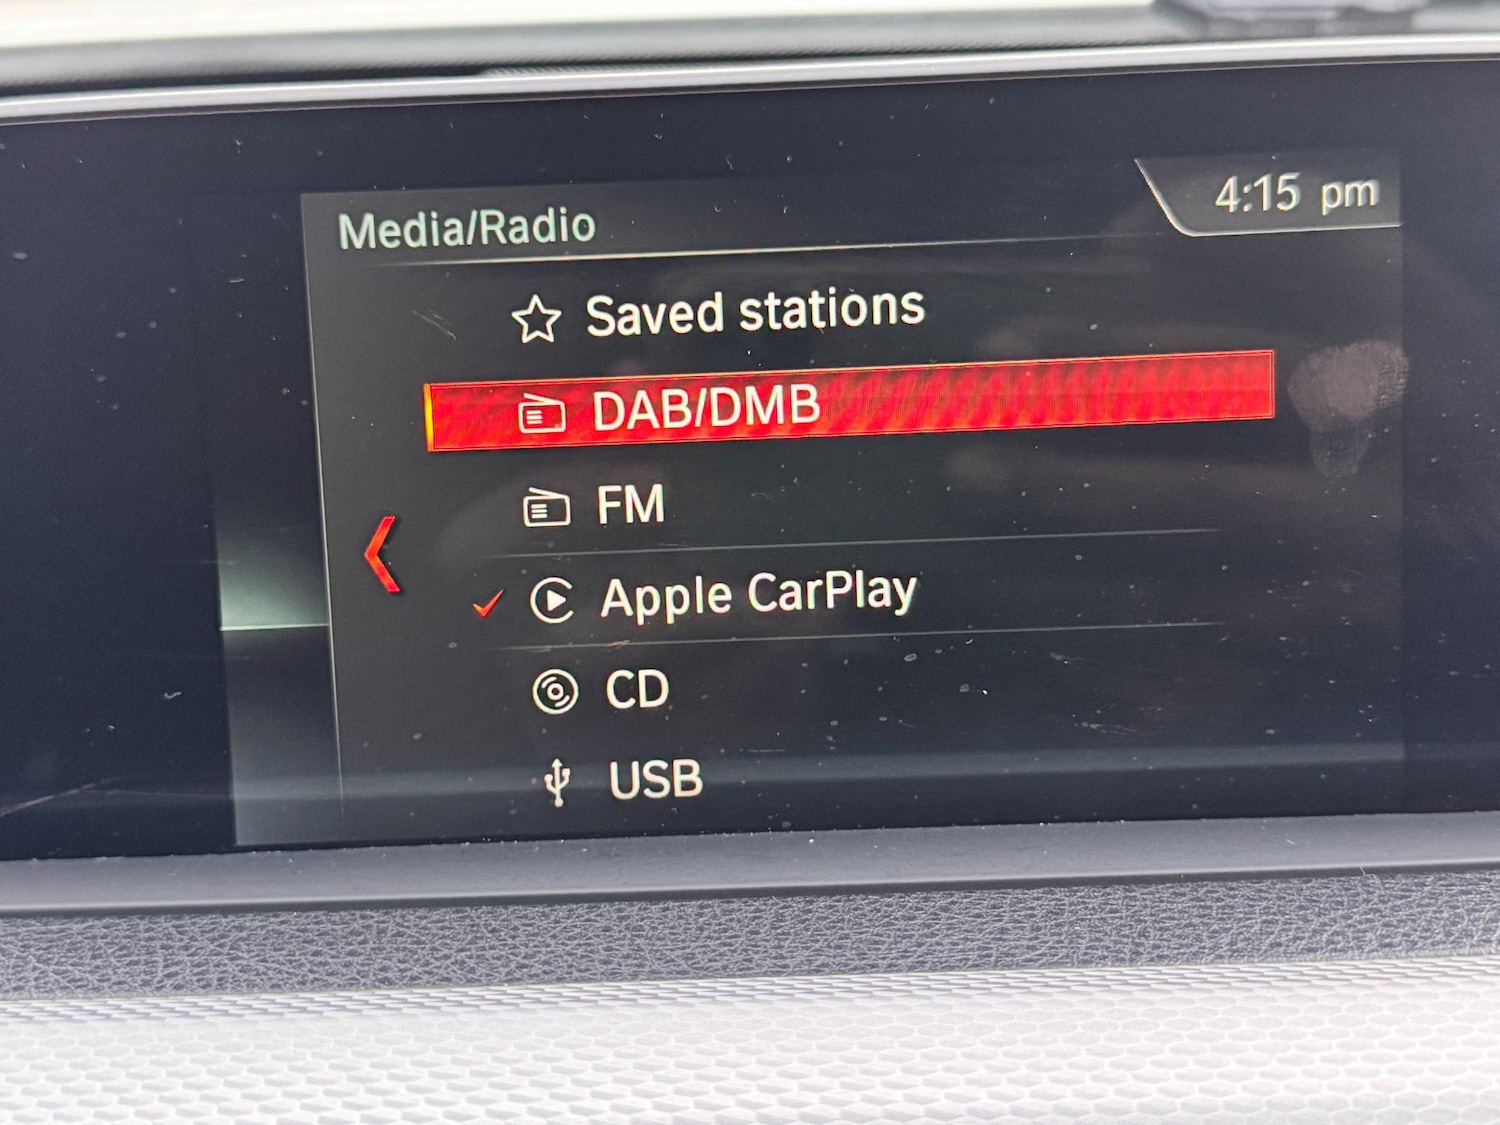 Media/Radio
4:15 pm
Saved stations
DAB/DMB
FM
Apple CarPlay
CD
USB